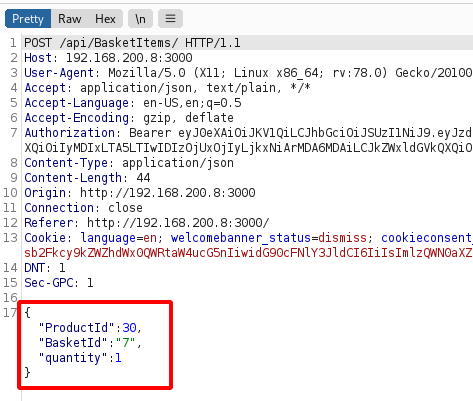 Pretty Raw Hex \n ≡
1 POST /api/BasketItems/ HTTP/1.1
2 Host: 192.168.200.8:3000
3 User-Agent: Mozilla/5.0 (X11; Linux x86_64; rv:78.0) Gecko/20100
4 Accept: application/json, text/plain, */*
5 Accept-Language: en-US,en;q=0.5
6 Accept-Encoding: gzip, deflate
7 Authorization: Bearer eyJ0eXAiOiJKV1QiLCJhbGciOiJSUzI1NiJ9.eyJzd
XQiOiIyMDIxLTA5LTIwIDIzOjUxOjIyLjkxNiArMDA6MDAiLCJkZWxldGVkQXQiO
8 Content-Type: application/json
9 Content-Length: 44
10 Origin: http://192.168.200.8:3000
11 Connection: close
12 Referer: http://192.168.200.8:3000/
13 Cookie: language=en; welcomebanner_status=dismiss; cookieconsent_
sb2Fkcy9kZWZhdWx0QWRtaW4ucG5nIiwidG90cFNlY3JldCI6IiIsImlzQWN0aXZ
14 DNT: 1
15 Sec-GPC: 1
16
17 {
"ProductId":30,
"BasketId":"7",
"quantity":1
}